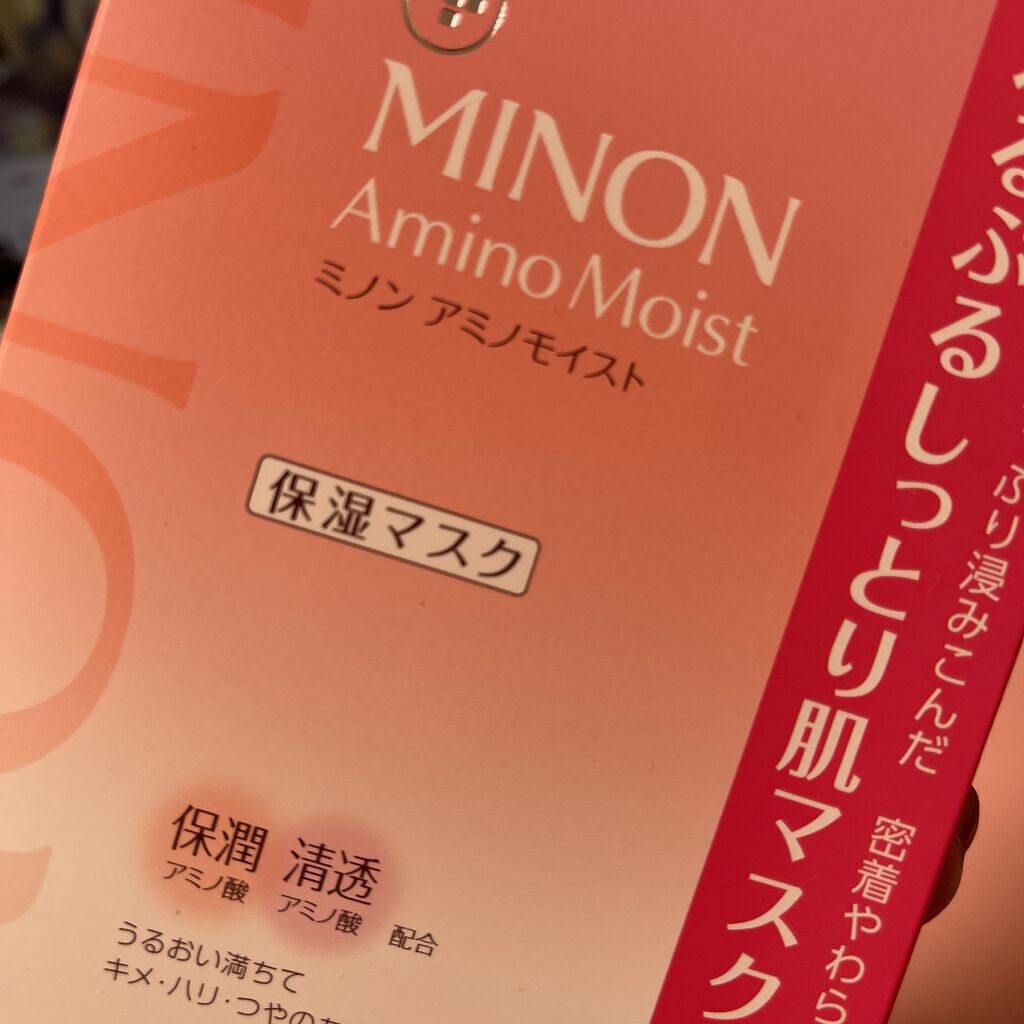 MINON
Amino Moist
ミノン アミノモイスト
保湿マスク
保潤 清透
アミノ酸 アミノ酸 配合
うるおい満ちて
キメ・ハリ・つやの
るぷるしっとり肌マスク
ぷり浸みこんだ
密着やわら